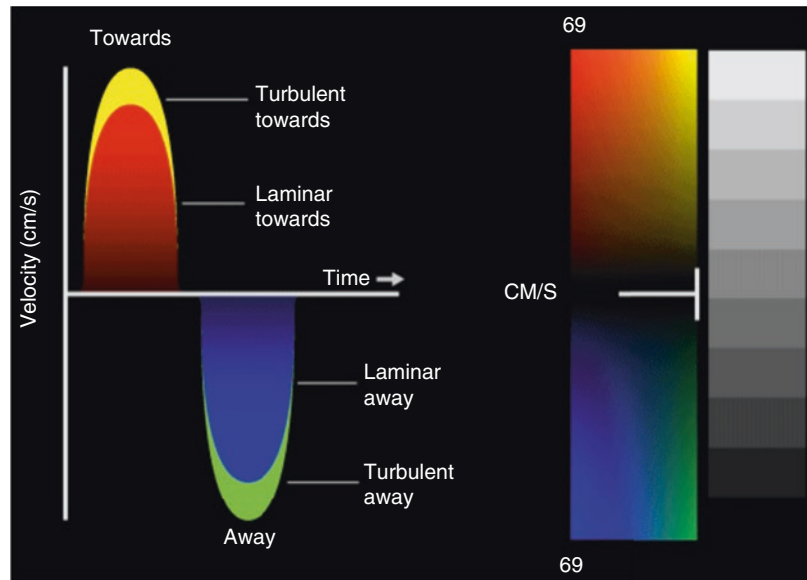 Towards
Turbulent
towards
Laminar
towards
Velocity (cm/s)
Time
Laminar
away
Turbulent
away
Away
69
CM/S
69